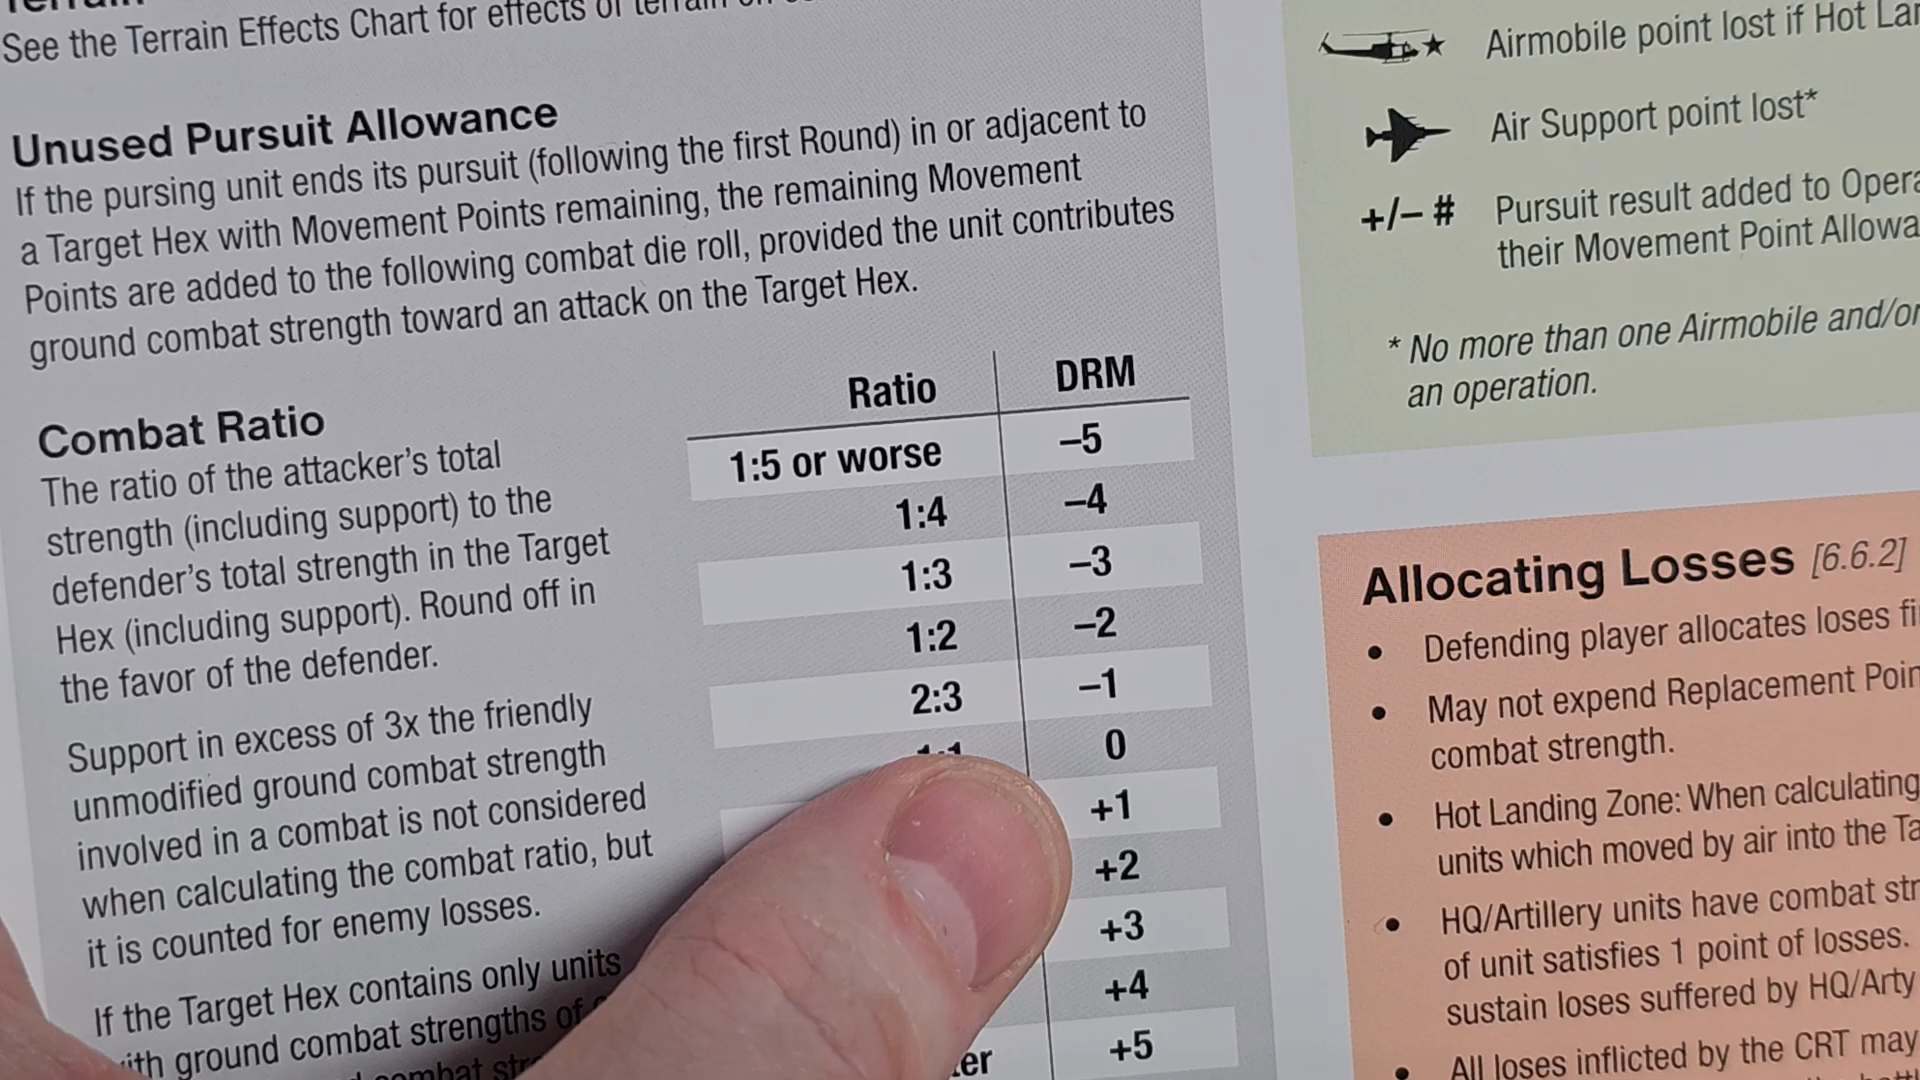 See the Terrain Effects Chart for effects of terrain
Unused Pursuit Allowance
If the pursing unit ends its pursuit (following the first Round) in or adjacent to
a Target Hex with Movement Points remaining, the remaining Movement
Points are added to the following combat die roll, provided the unit contributes
ground combat strength toward an attack on the Target Hex.
Combat Ratio
The ratio of the attacker's total
strength (including support) to the
defender's total strength in the Target
Hex (including support). Round off in
the favor of the defender.
Support in excess of 3x the friendly
unmodified ground combat strength
involved in a combat is not considered
when calculating the combat ratio, but
it is counted for enemy losses.
If the Target Hex contains only units
with ground combat strengths of
combat
Ratio DRM
1:5 or worse –5
1:4 –4
1:3 –3
1:2 –2
2:3 –1
1:1 0
+1
+2
+3
+4
+5
Airmobile point lost if Hot
Air Support point lost*
+/– # Pursuit result added to
their Movement Point
* No more than one Airmobile and/or
an operation.
Allocating Losses [6.6.2]
• Defending player allocates loses
• May not expend Replacement
combat strength.
• Hot Landing Zone: When calculating
units which moved by air into the
• HQ/Artillery units have combat
of unit satisfies 1 point of losses.
sustain loses suffered by HQ/Arty
• All loses inflicted by the CRT may